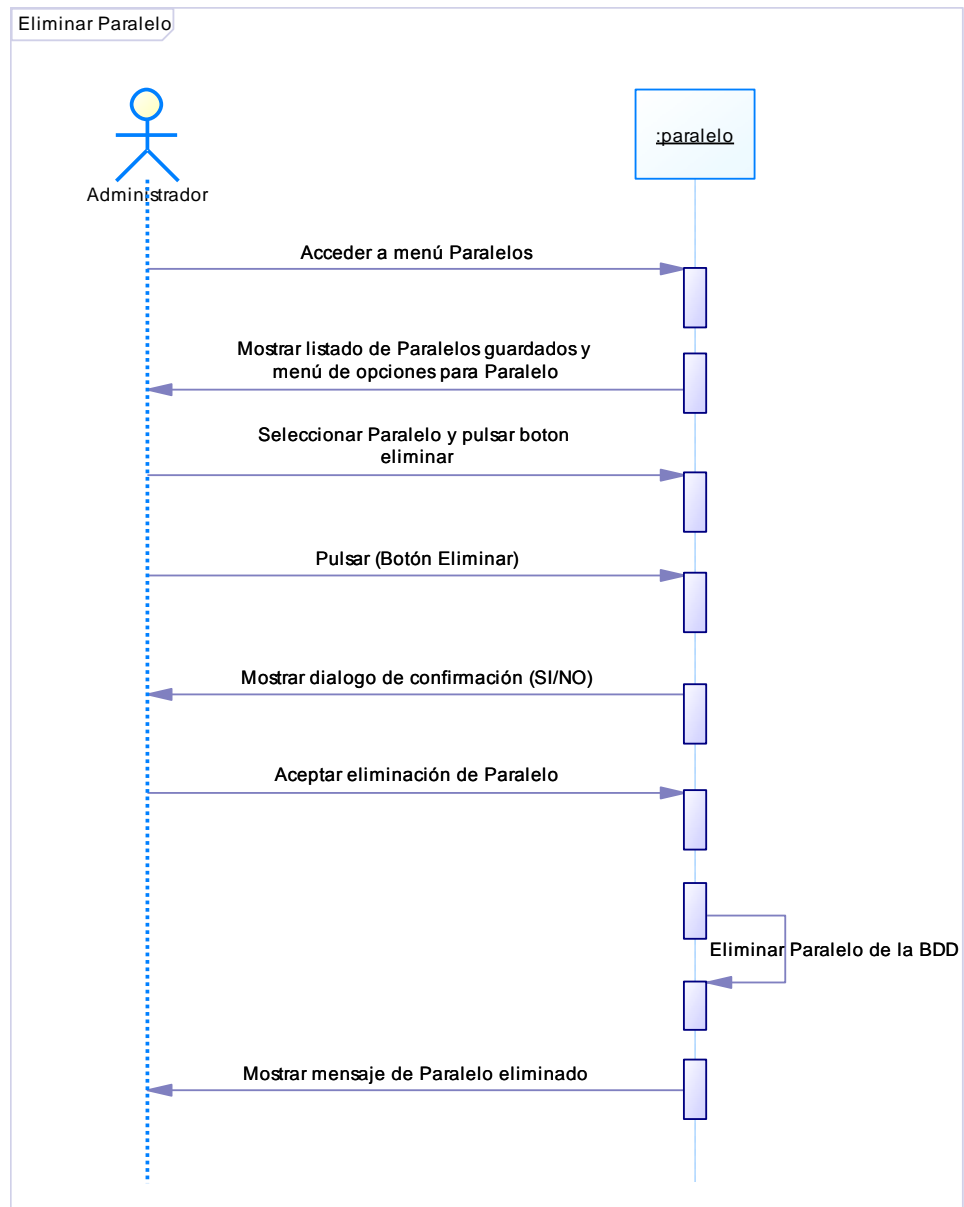 Eliminar Paralelo
:paralelo
Administrador
Acceder a menú Paralelos
Mostrar listado de Paralelos guardados y
menú de opciones para Paralelo
Seleccionar Paralelo y pulsar boton
eliminar
Pulsar (Botón Eliminar)
Mostrar dialogo de confirmación (SI/NO)
Aceptar eliminación de Paralelo
Eliminar Paralelo de la BDD
Mostrar mensaje de Paralelo eliminado